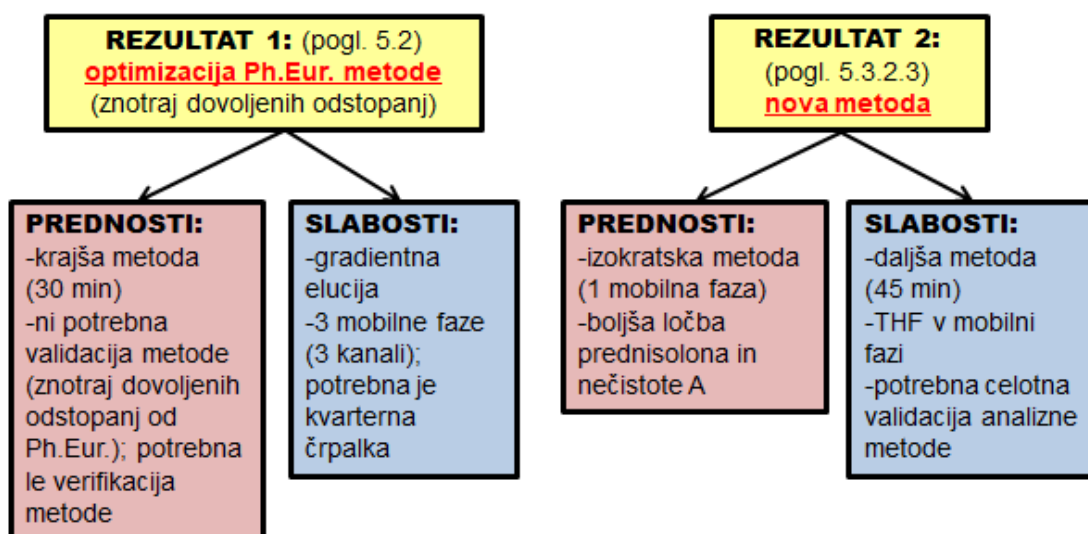 REZULTAT 1: (pogl. 5.2)
optimizacija Ph.Eur. metode
(znotraj dovoljenih odstopanj)
PREDNOSTI:
-krajša metoda
(30 min)
-ni potrebna
validacija metode
(znotraj dovoljenih
odstopanj od
Ph.Eur.); potrebna
le verifikacija
metode
SLABOSTI:
-gradientna
elucija
-3 mobilne faze
(3 kanali);
potrebna je
kvarterna
črpalka
REZULTAT 2:
(pogl. 5.3.2.3)
nova metoda
PREDNOSTI:
-izokratska metoda
(1 mobilna faza)
-boljša ločba
prednisolona in
nečistote A
SLABOSTI:
-daljša metoda
(45 min)
-THF v mobilni
fazi
-potrebna celotna
validacija analizne
metode